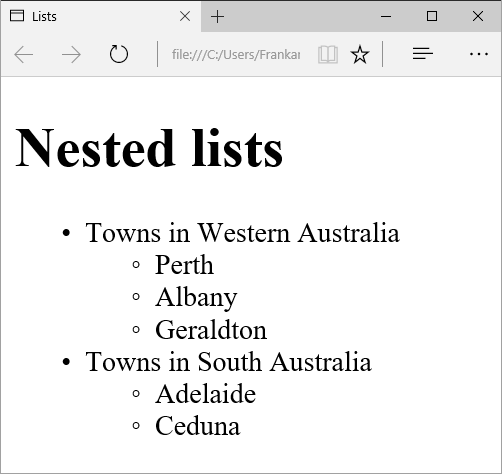 Lists
file:///C:/Users/Frankar
Nested lists
• Towns in Western Australia
◦ Perth
◦ Albany
◦ Geraldton
• Towns in South Australia
◦ Adelaide
◦ Ceduna